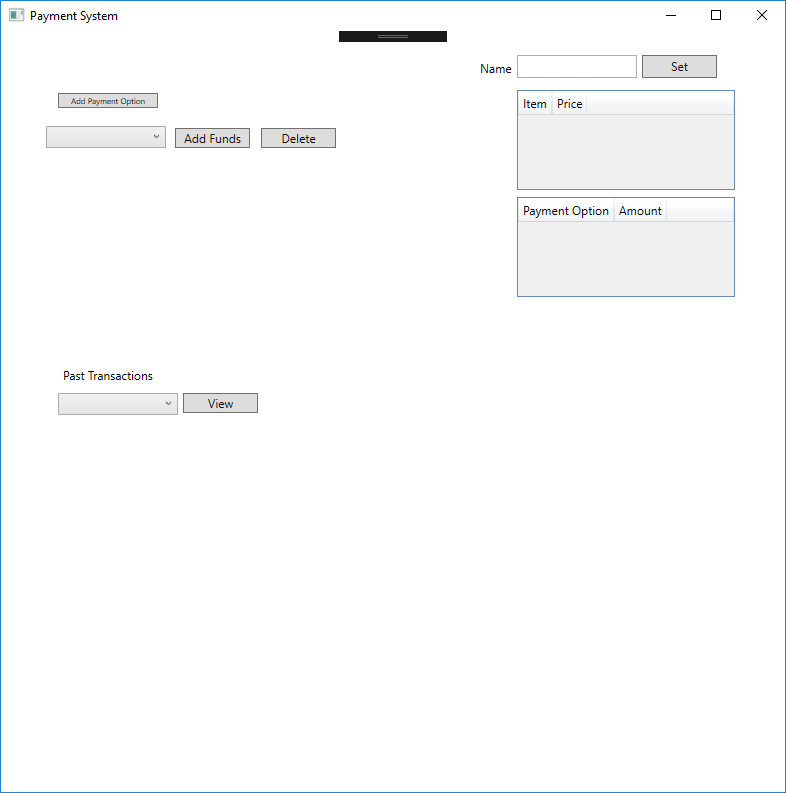 Payment System
Name Set
Add Payment Option
Item Price
Add Funds Delete
Payment Option Amount
Past Transactions
View